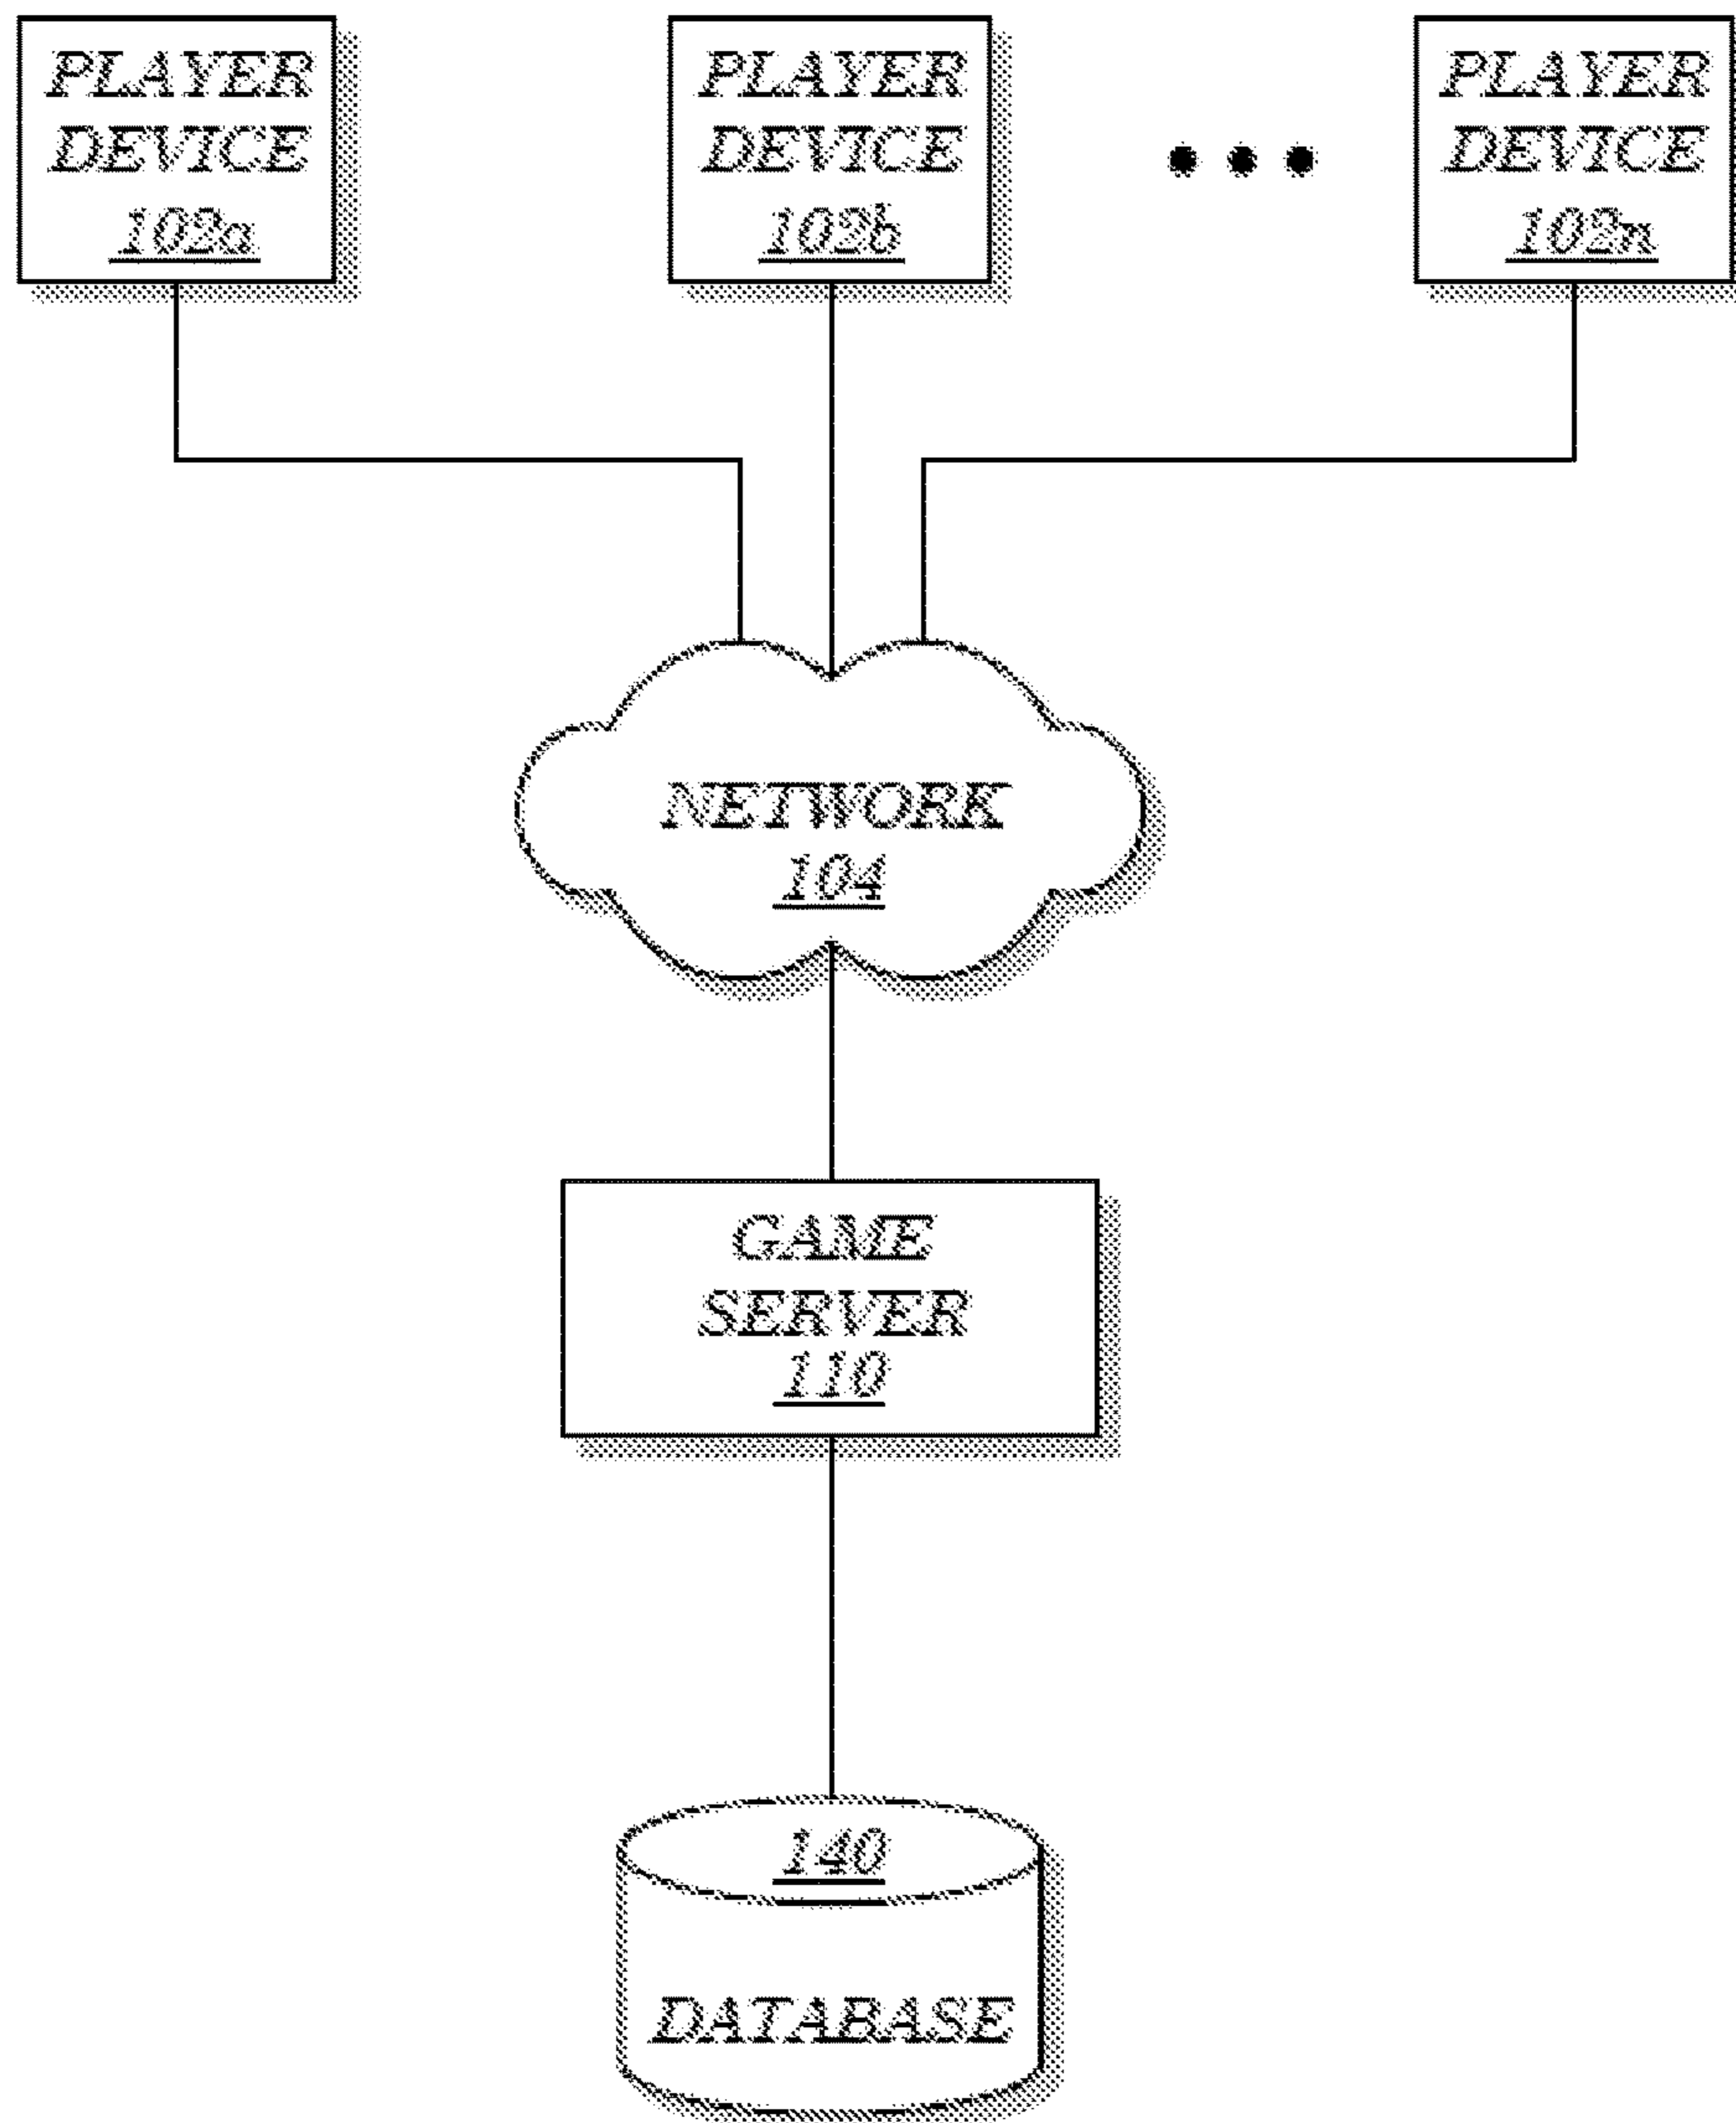 PLAYER
DEVICE
102a
PLAYER
DEVICE
102b
PLAYER
DEVICE
102n
NETWORK
104
GAME
SERVER
110
140
DATABASE